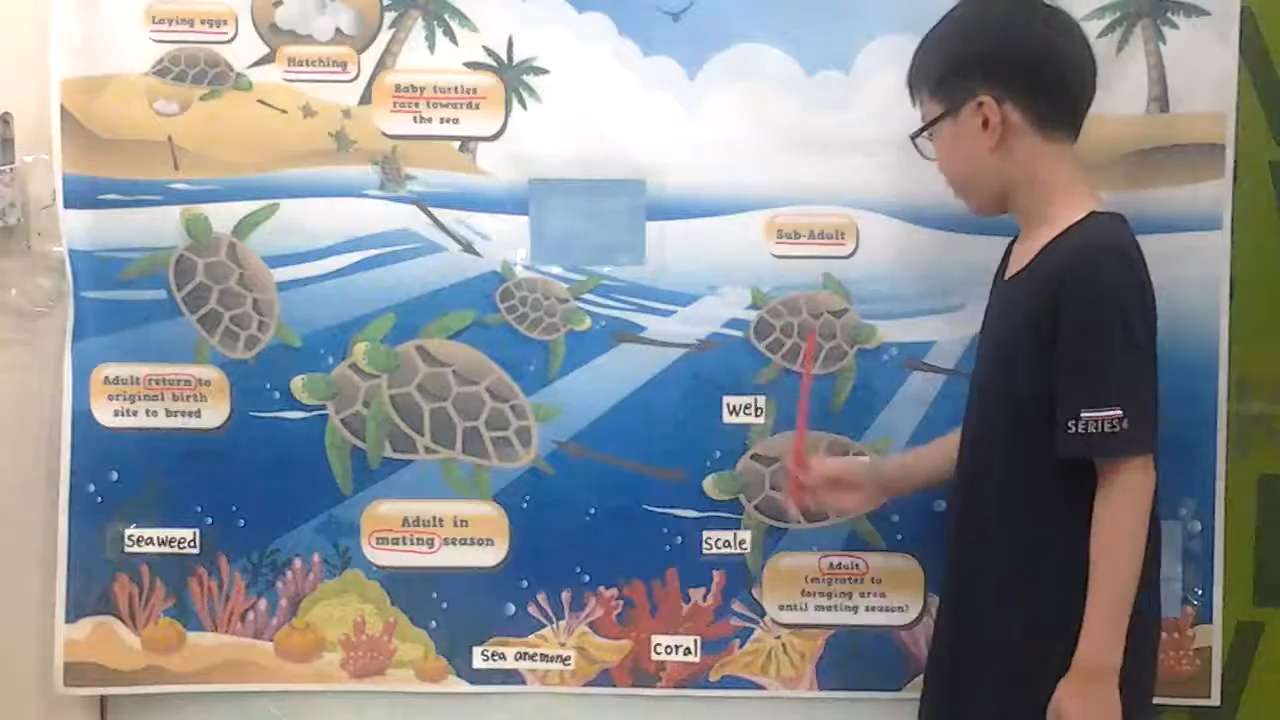 Laying eggs
Hatching
Baby turtles
race towards
the sea
Sub-Adult
Adult return to
original birth
site to breed
web
SERIES
Adult in
mating season
seaweed
scale
Adult
(migrates to
foraging area
until mating season)
sea anemone
coral